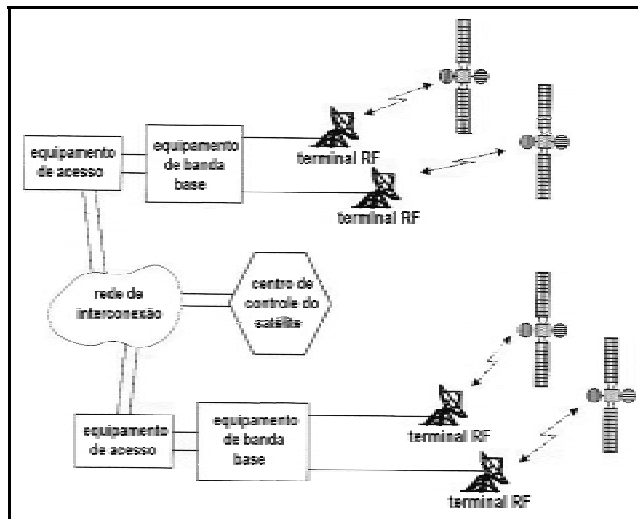 equipamento
de acesso
equipamento
de banda
base
terminal RF
terminal RF
rede de
interconexão
centro de
controle do
satélite
equipamento
de acesso
equipamento
de banda
base
terminal RF
terminal RF